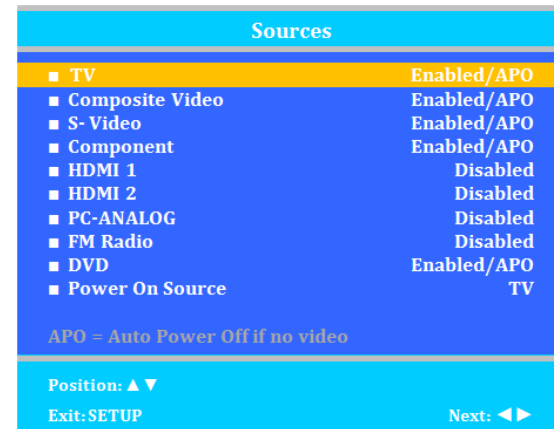 Sources
■ TV Enabled/APO
■ Composite Video Enabled/APO
■ S- Video Enabled/APO
■ Component Enabled/APO
■ HDMI 1 Disabled
■ HDMI 2 Disabled
■ PC-ANALOG Disabled
■ FM Radio Disabled
■ DVD Enabled/APO
■ Power On Source TV
APO = Auto Power Off if no video
Position: ▲ ▼
Exit: SETUP Next: ◀ ▶